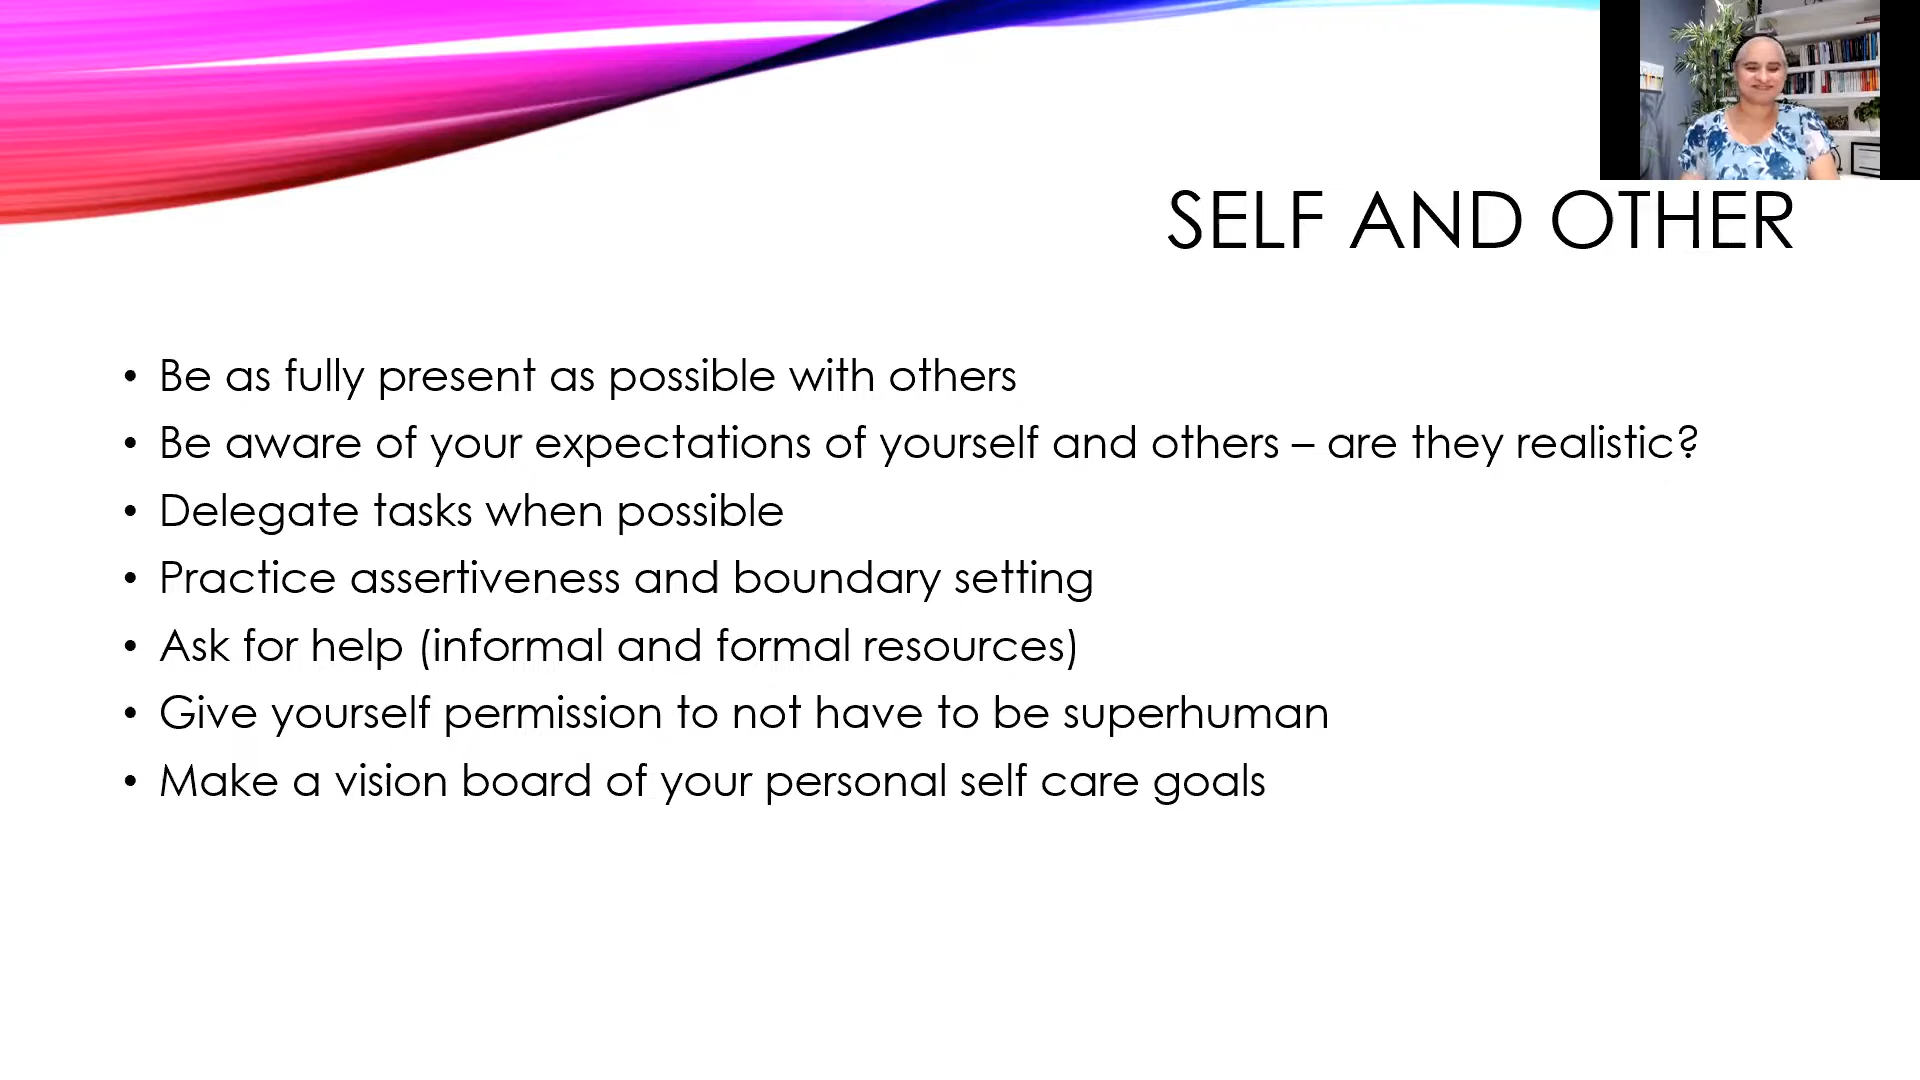 SELF AND OTHER
• Be as fully present as possible with others
• Be aware of your expectations of yourself and others – are they realistic?
• Delegate tasks when possible
• Practice assertiveness and boundary setting
• Ask for help (informal and formal resources)
• Give yourself permission to not have to be superhuman
• Make a vision board of your personal self care goals